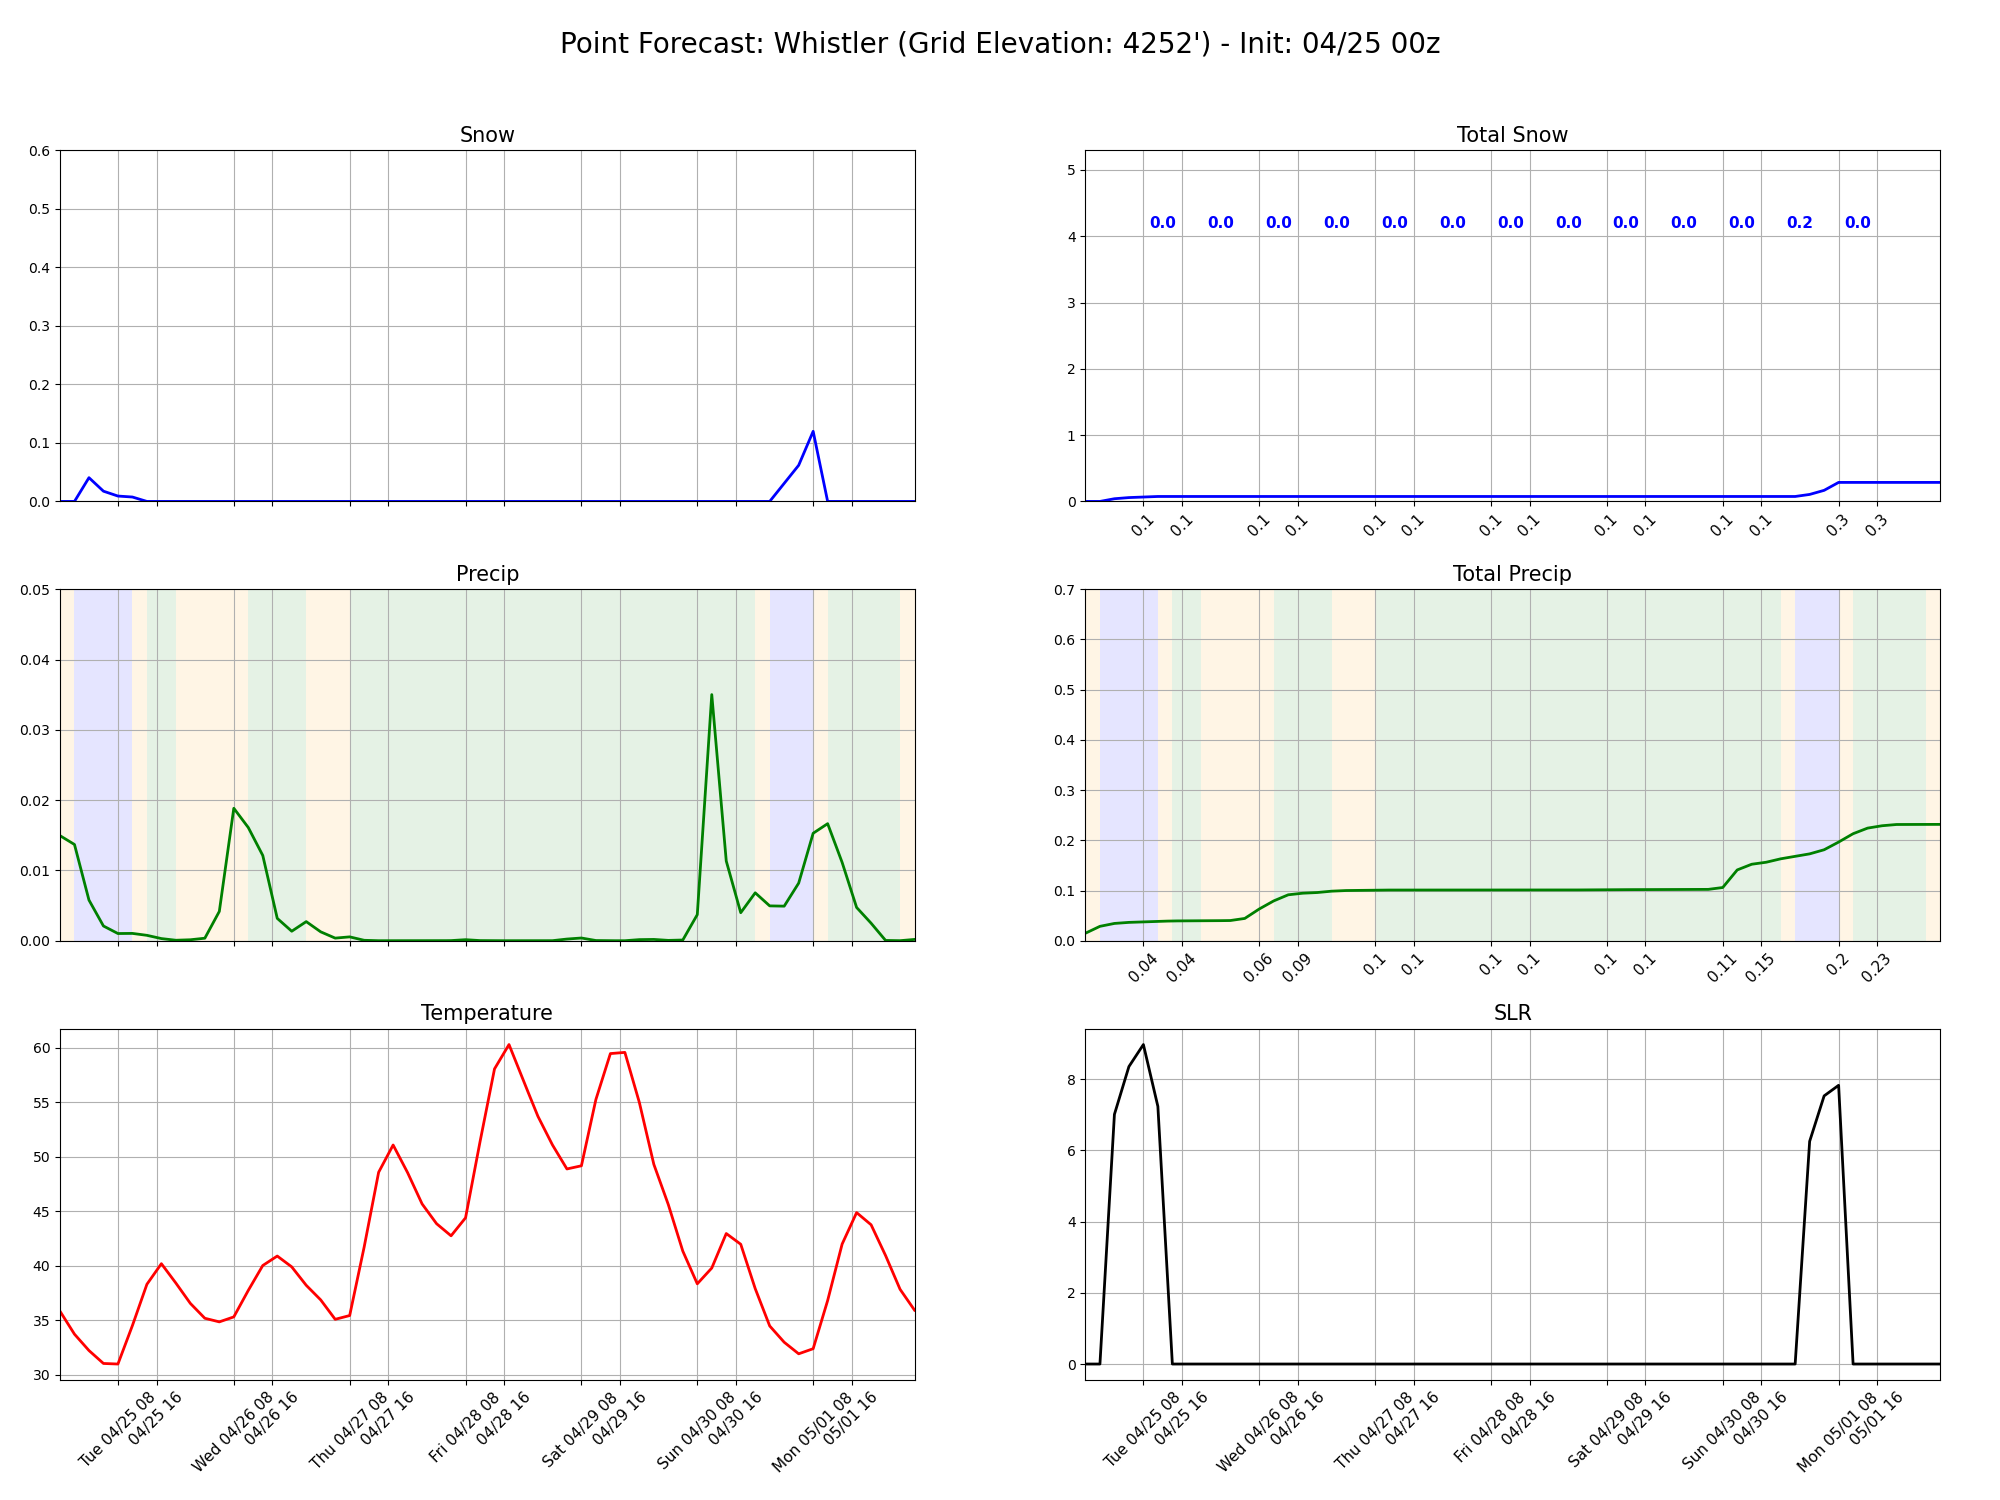 Point Forecast: Whistler (Grid Elevation: 4252') - Init: 04/25 00z
Snow
0.6
0.5
0.4
0.3
0.2
0.1
0.0
Total Snow
5
4
3
2
1
0
0.0 0.0 0.0 0.0 0.0 0.0 0.0 0.0 0.0 0.0 0.0 0.2 0.0
0.1 0.1 0.1 0.1 0.1 0.1 0.1 0.1 0.1 0.1 0.1 0.1 0.3 0.3
Precip
0.05
0.04
0.03
0.02
0.01
0.00
Total Precip
0.7
0.6
0.5
0.4
0.3
0.2
0.1
0.0
0.04 0.04 0.06 0.09 0.1 0.1 0.1 0.1 0.1 0.1 0.11 0.15 0.2 0.23
Temperature
60
55
50
45
40
35
30
Tue 04/25 08
04/25 16
Wed 04/26 08
04/26 16
Thu 04/27 08
04/27 16
Fri 04/28 08
04/28 16
Sat 04/29 08
04/29 16
Sun 04/30 08
04/30 16
Mon 05/01 08
05/01 16
SLR
8
6
4
2
0
Tue 04/25 08
04/25 16
Wed 04/26 08
04/26 16
Thu 04/27 08
04/27 16
Fri 04/28 08
04/28 16
Sat 04/29 08
04/29 16
Sun 04/30 08
04/30 16
Mon 05/01 08
05/01 16